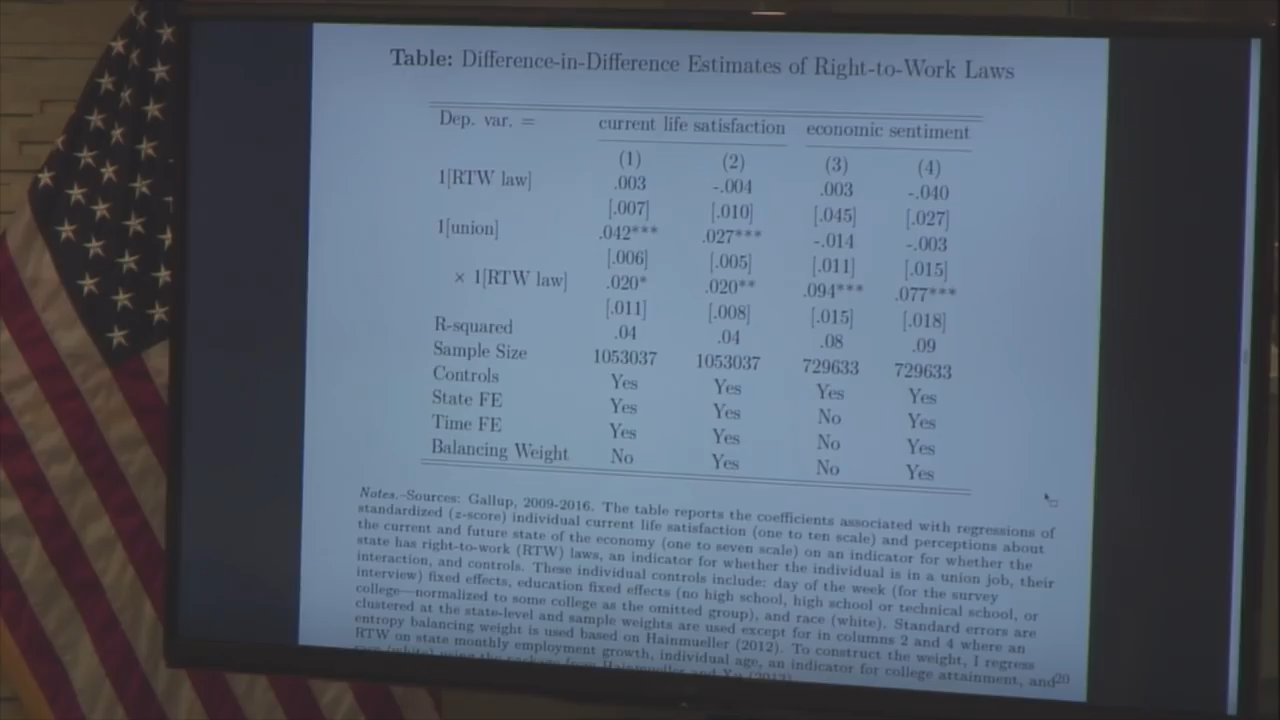 Table: Difference-in-Difference Estimates of Right-to-Work Laws
Dep. var. = current life satisfaction economic sentiment
(1) (2) (3) (4)
1[RTW law] .003 -.004 .003 -.040
[.007] [.010] [.045] [.027]
1[union] .042*** .027*** -.014 -.003
[.006] [.005] [.011] [.015]
× 1[RTW law] .020* .020** .094*** .077***
[.011] [.008] [.015] [.018]
R-squared .04 .04 .08 .09
Sample Size 1053037 1053037 729633 729633
Controls Yes Yes Yes Yes
State FE Yes Yes No Yes
Time FE Yes Yes No Yes
Balancing Weight No Yes No Yes
Notes.–Sources: Gallup, 2009-2016. The table reports the coefficients associated with regressions of
standardized (z-score) individual current life satisfaction (one to ten scale) and perceptions about
the current and future state of the economy (one to seven scale) on an indicator for whether the
state has right-to-work (RTW) laws, an indicator for whether the individual is in a union job, their
interaction, and controls. These individual controls include: day of the week (for the survey
interview) fixed effects, education fixed effects (no high school, high school or technical school, or
college—normalized to some college as the omitted group), and race (white). Standard errors are
clustered at the state-level and sample weights are used except for in columns 2 and 4 where an
entropy balancing weight is used based on Hainmueller (2012). To construct the weight, I regress
RTW on state monthly employment growth, individual age, an indicator for college attainment, and
race (white) using the package from Hainmueller and Xu
20